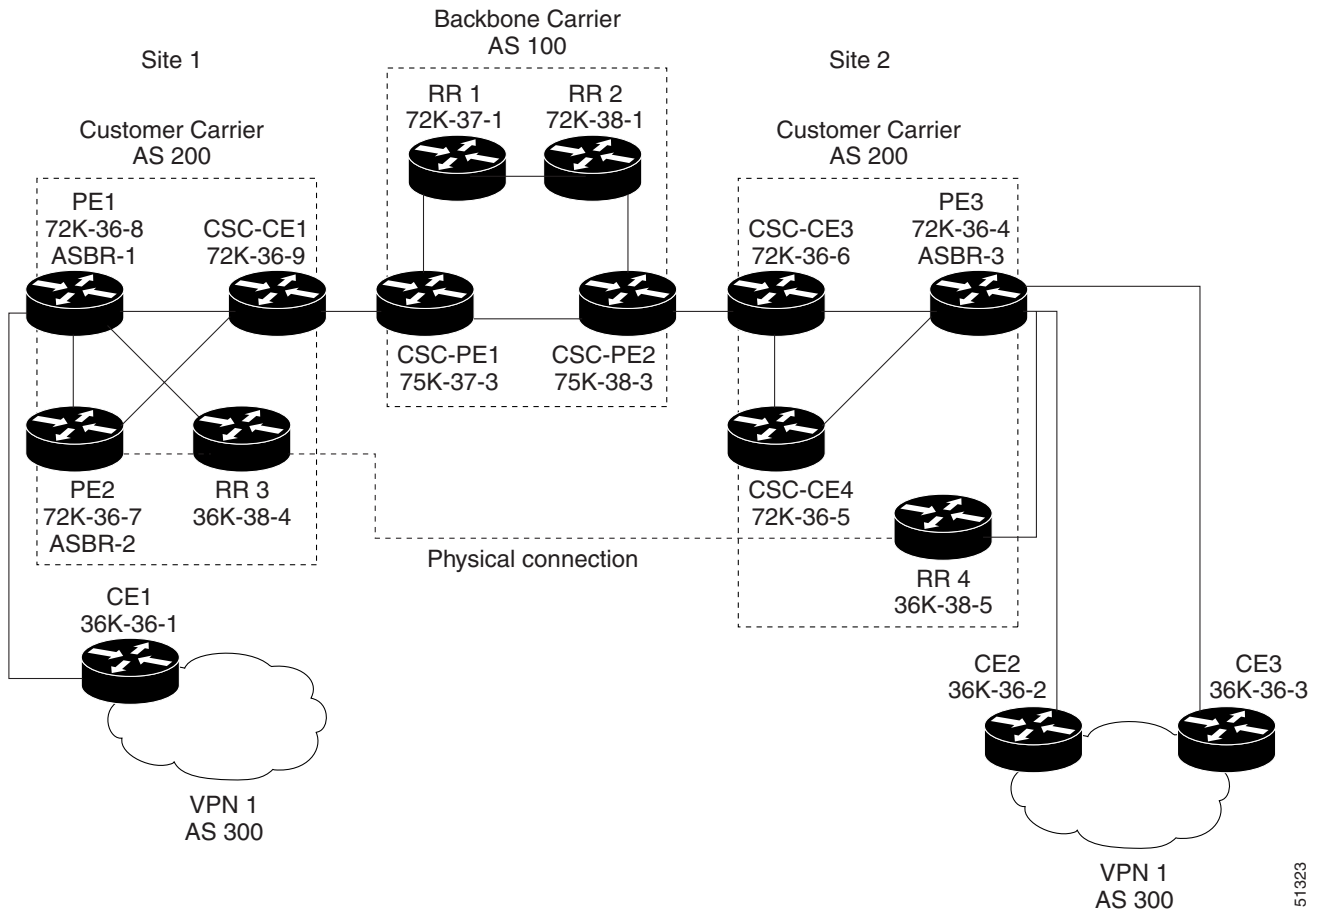 Backbone Carrier
AS 100
Site 1
Site 2
RR 1
72K-37-1
RR 2
72K-38-1
Customer Carrier
AS 200
Customer Carrier
AS 200
PE1
72K-36-8
ASBR-1
CSC-CE1
72K-36-9
CSC-CE3
72K-36-6
PE3
72K-36-4
ASBR-3
CSC-PE1
75K-37-3
CSC-PE2
75K-38-3
PE2
72K-36-7
ASBR-2
RR 3
36K-38-4
CSC-CE4
72K-36-5
Physical connection
RR 4
36K-38-5
CE1
36K-36-1
CE2
36K-36-2
CE3
36K-36-3
VPN 1
AS 300
VPN 1
AS 300
51323